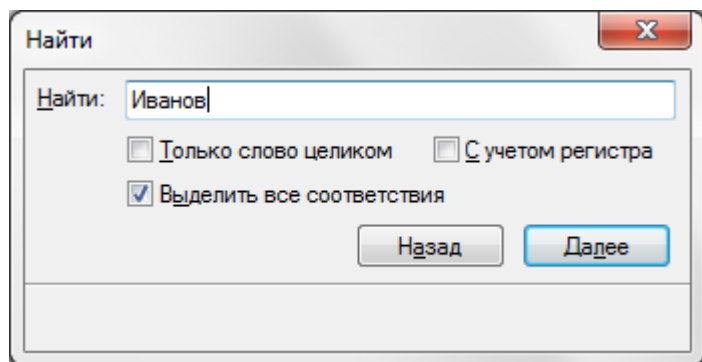 Найти
Найти: Иванов
Только слово целиком С учетом регистра
Выделить все соответствия
Назад Далее